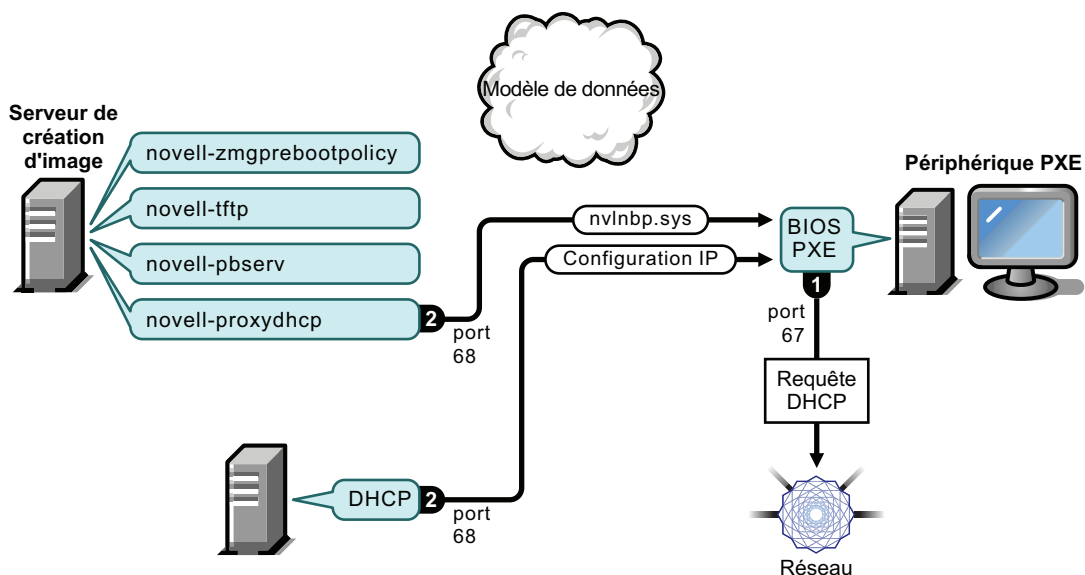 Modèle de données
Serveur de
création
d'image
novell-zmgprebootpolicy
novell-tftp
novell-pbserv
novell-proxydhcp
2
port
68
nvlnbp.sys
Configuration IP
BIOS
PXE
1
port
67
Périphérique PXE
Requête
DHCP
Réseau
DHCP
2
port
68